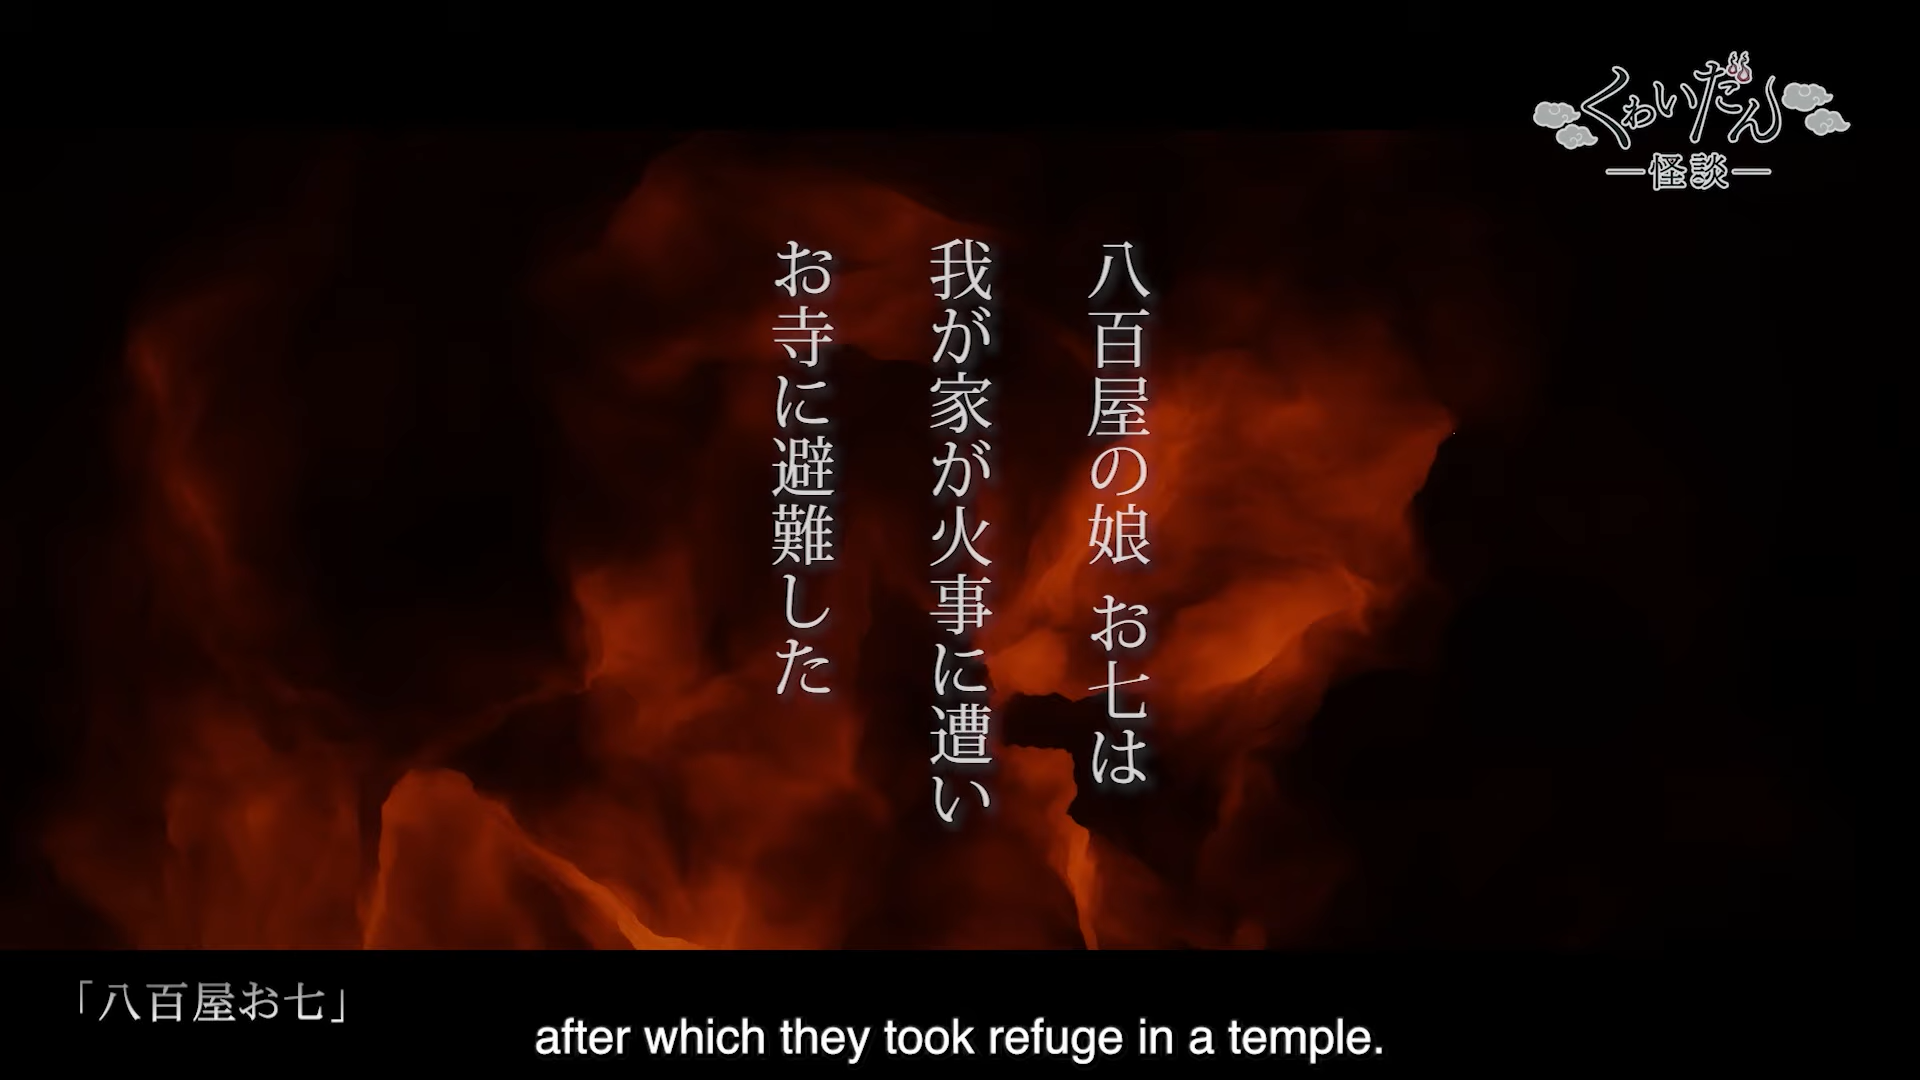 くわいだん
―怪談―
八百屋の娘 お七は
我が家が火事に遭い
お寺に避難した
「八百屋お七」
after which they took refuge in a temple.